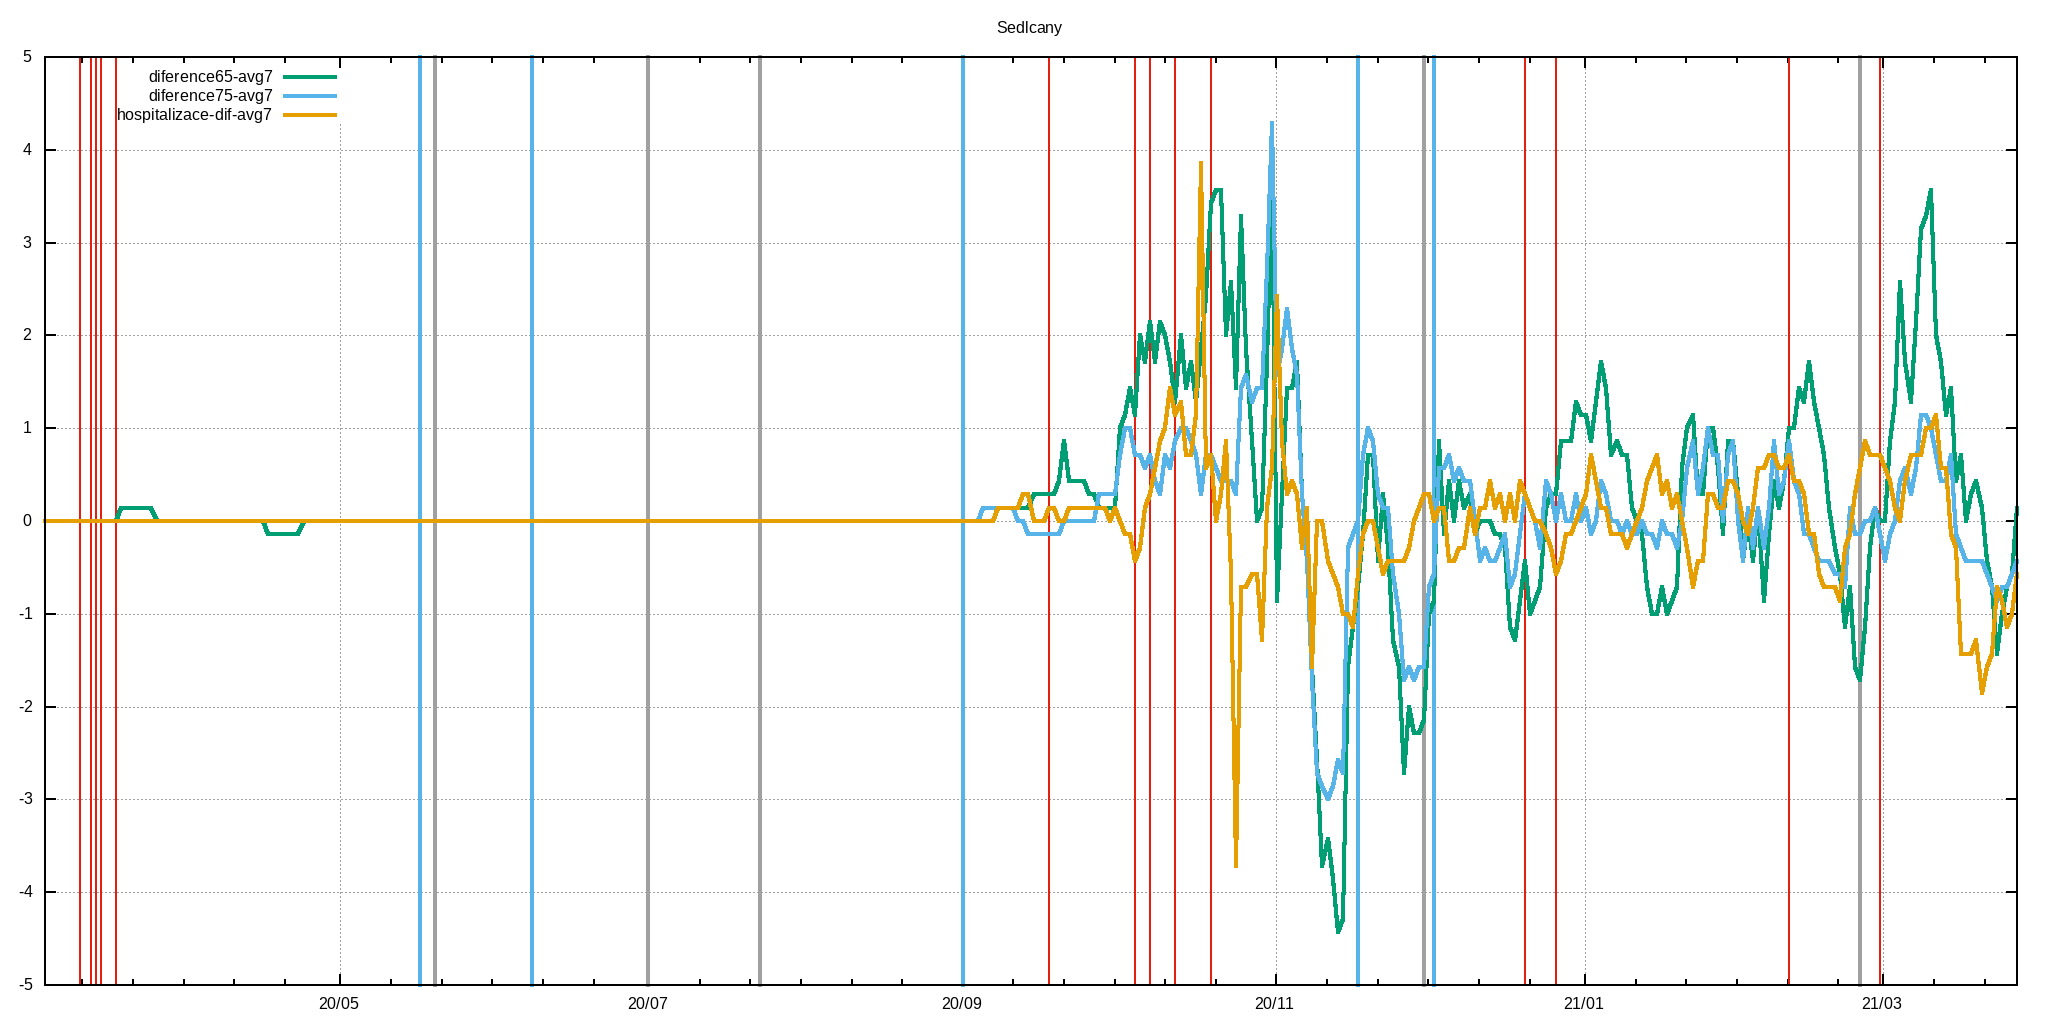 Sedlcany
diference65-avg7
diference75-avg7
hospitalizace-dif-avg7
5
4
3
2
1
0
-1
-2
-3
-4
-5
20/05 20/07 20/09 20/11 21/01 21/03